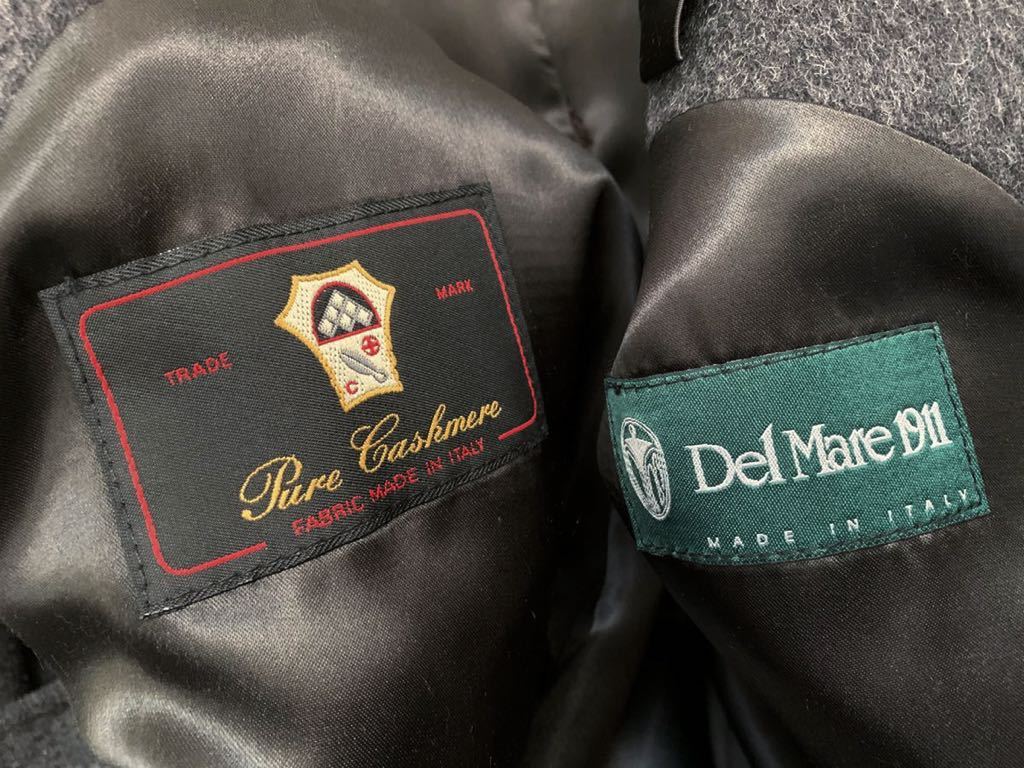 TRADE MARK
C
Pure Cashmere
FABRIC MADE IN ITALY
Del Mare 1911
MADE IN ITALY